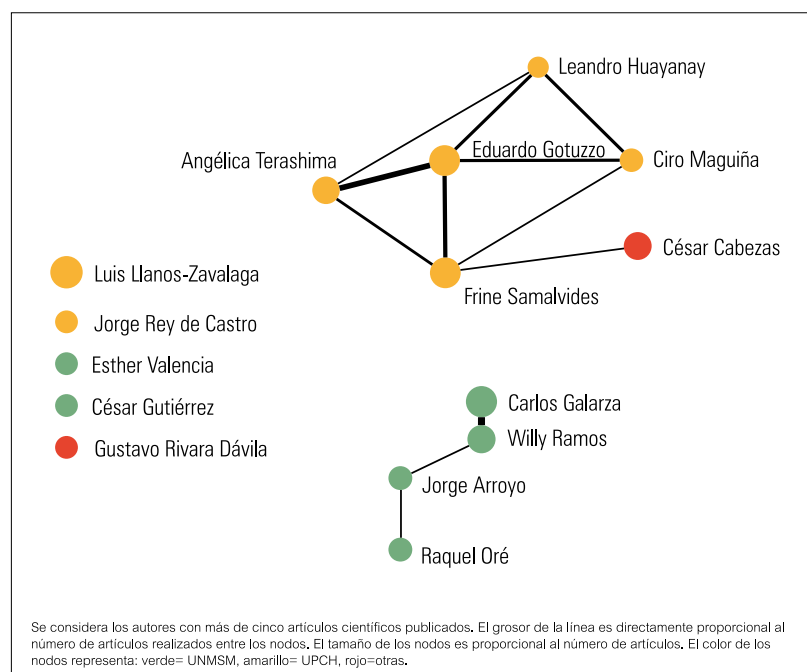 Leandro Huayanay
Angélica Terashima
Eduardo Gotuzzo
Ciro Maguiña
César Cabezas
Frine Samalvides
Luis Llanos-Zavalaga
Jorge Rey de Castro
Esther Valencia
César Gutiérrez
Gustavo Rivara Dávila
Carlos Galarza
Willy Ramos
Jorge Arroyo
Raquel Oré
Se considera los autores con más de cinco artículos científicos publicados. El grosor de la línea es directamente proporcional al
número de artículos realizados entre los nodos. El tamaño de los nodos es proporcional al número de artículos. El color de los
nodos representa: verde= UNMSM, amarillo= UPCH, rojo=otras.